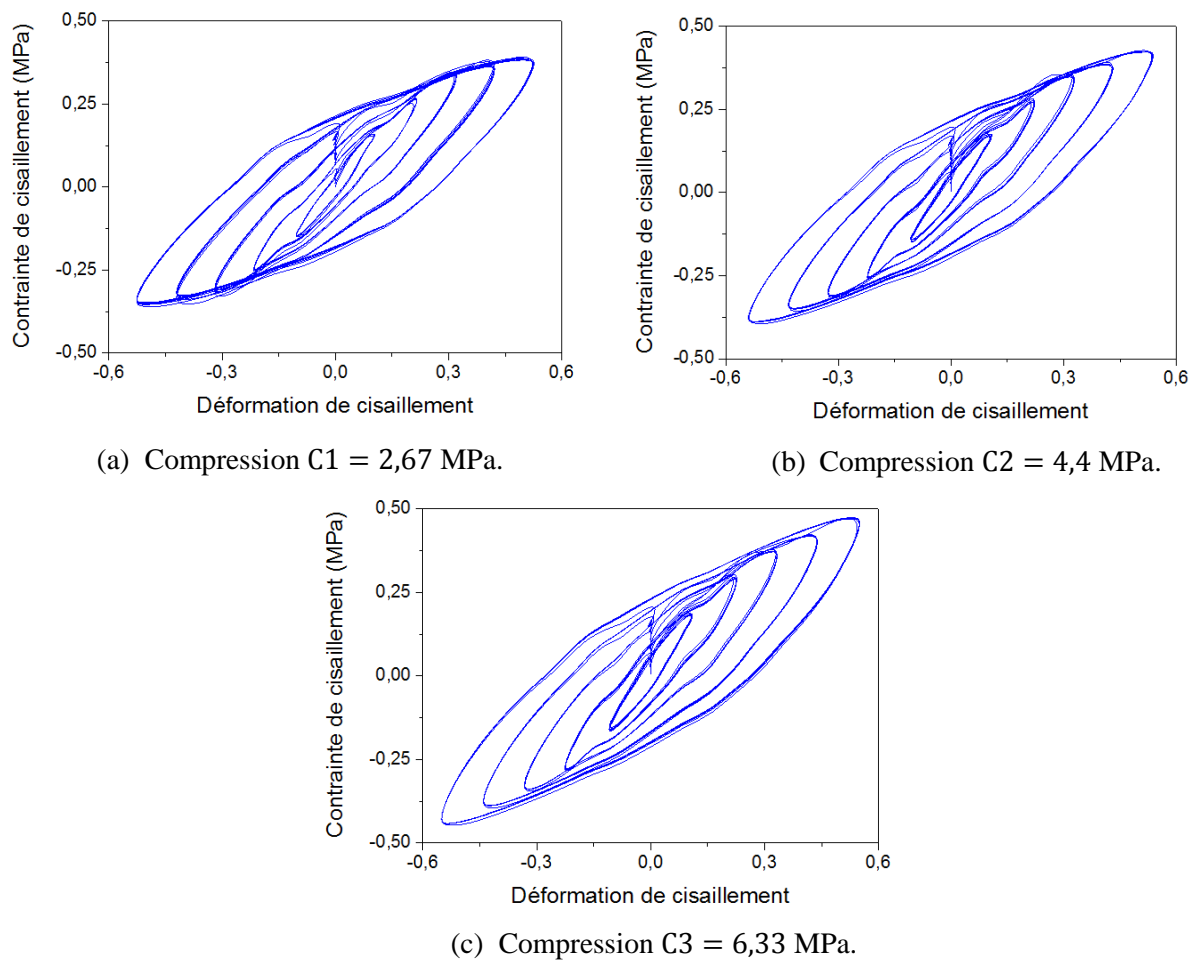 0,50
0,25
0,00
-0,25
-0,50
Contrainte de cisaillement (MPa)
-0,6 -0,3 0,0 0,3 0,6
Déformation de cisaillement
(a) Compression C1 = 2,67 MPa.
0,50
0,25
0,00
-0,25
-0,50
Contrainte de cisaillement (MPa)
-0,6 -0,3 0,0 0,3 0,6
Déformation de cisaillement
(b) Compression C2 = 4,4 MPa.
0,50
0,25
0,00
-0,25
-0,50
Contrainte de cisaillement (MPa)
-0,6 -0,3 0,0 0,3 0,6
Déformation de cisaillement
(c) Compression C3 = 6,33 MPa.